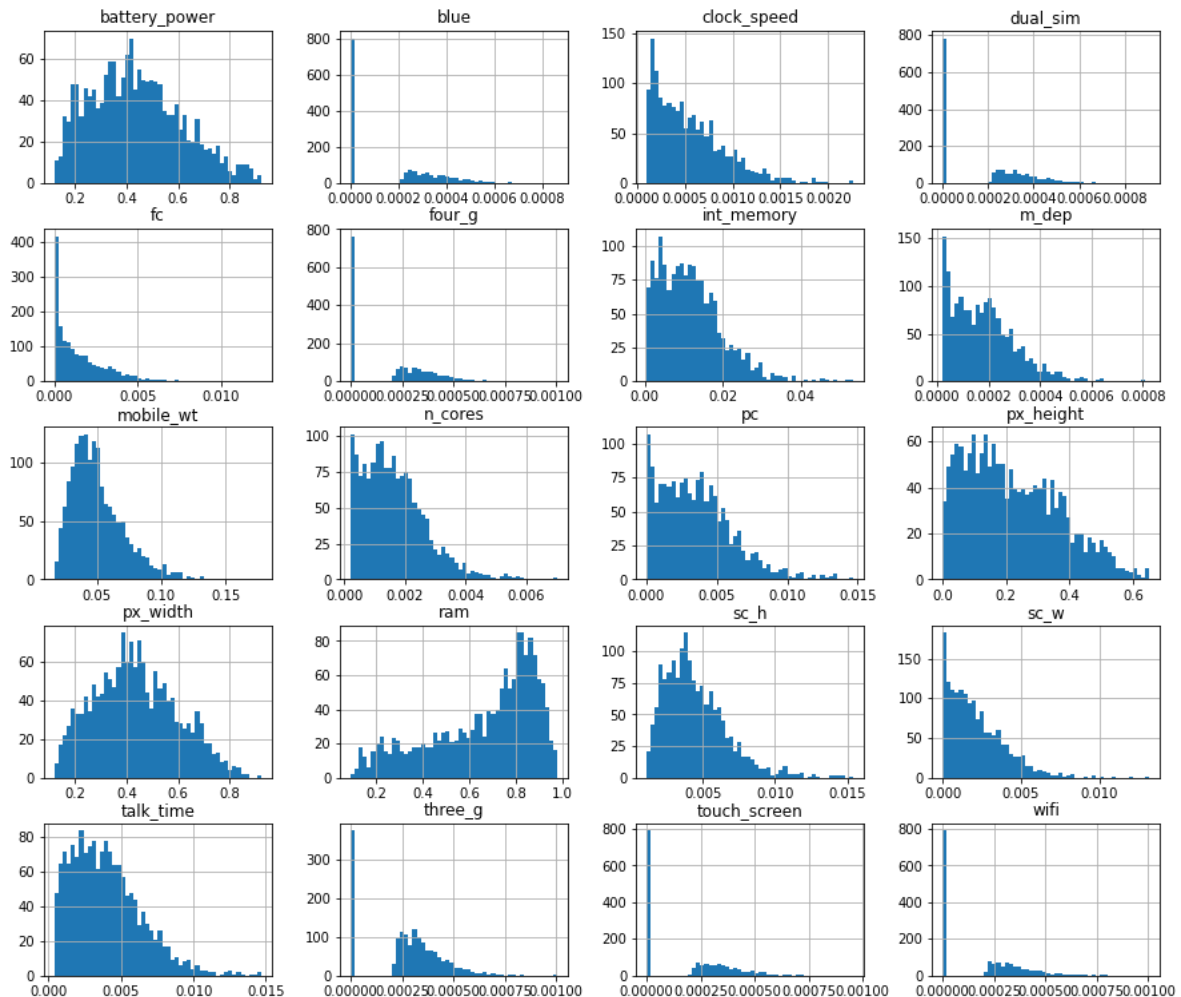 battery_power blue clock_speed dual_sim
60 40 20 0 0.2 0.4 0.6 0.8
800 600 400 200 0 0.0000 0.0002 0.0004 0.0006 0.0008
150 100 50 0 0.0000 0.0005 0.0010 0.0015 0.0020
800 600 400 200 0 0.0000 0.0002 0.0004 0.0006 0.0008
fc four_g int_memory m_dep
400 300 200 100 0 0.000 0.005 0.010
800 600 400 200 0 0.00000 0.00025 0.00050 0.00075 0.00100
100 75 50 25 0 0.00 0.02 0.04
150 100 50 0 0.0000 0.0002 0.0004 0.0006 0.0008
mobile_wt n_cores pc px_height
100 50 0 0.05 0.10 0.15
100 75 50 25 0 0.000 0.002 0.004 0.006
100 75 50 25 0 0.000 0.005 0.010 0.015
60 40 20 0 0.0 0.2 0.4 0.6
px_width ram sc_h sc_w
60 40 20 0 0.2 0.4 0.6 0.8
80 60 40 20 0 0.2 0.4 0.6 0.8 1.0
100 75 50 25 0 0.005 0.010 0.015
150 100 50 0 0.000 0.005 0.010
talk_time three_g touch_screen wifi
80 60 40 20 0 0.000 0.005 0.010 0.015
300 200 100 0 0.00000 0.00025 0.00050 0.00075 0.00100
800 600 400 200 0 0.00000 0.00025 0.00050 0.00075 0.00100
800 600 400 200 0 0.00000 0.00025 0.00050 0.00075 0.00100